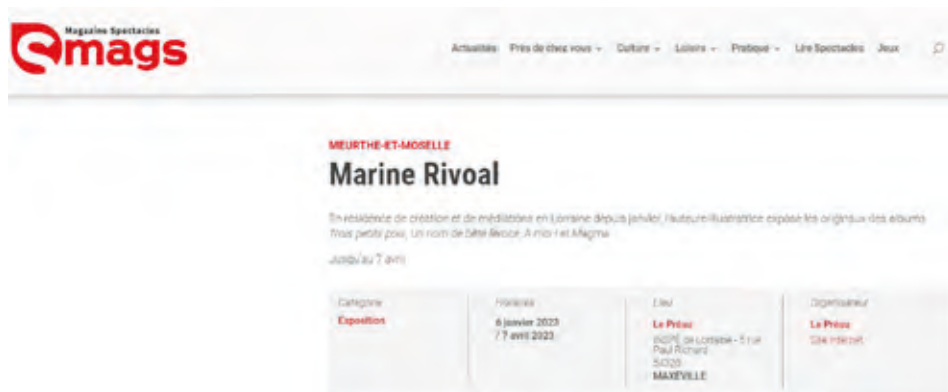 Magazine Spectacles
mags
Actualités Près de chez vous Culture Loisirs Pratique Lire Spectacles Jeux
MEURTHE-ET-MOSELLE
Marine Rivoal
En résidence de création et de médiations en Lorraine depuis janvier, l'auteure-illustratrice expose les originaux des albums
Trois petits pois, Un nom de bête féroce, A moi ! et Magma
Jusqu'au 7 avril
Catégorie
Exposition
Horaires
6 janvier 2023
/ 7 avril 2023
Lieu
Le Préau
INSPÉ de Lorraine - 5 rue
Paul Richard
54320
MAXÉVILLE
Organisateur
Le Préau
Site internet